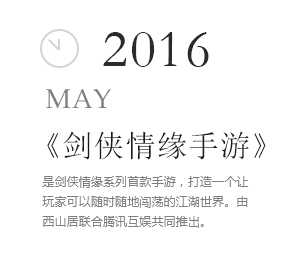 2016
MAY
《剑侠情缘手游》
是剑侠情缘系列首款手游，打造一个让
玩家可以随时随地闯荡的江湖世界。由
西山居联合腾讯互娱共同推出。